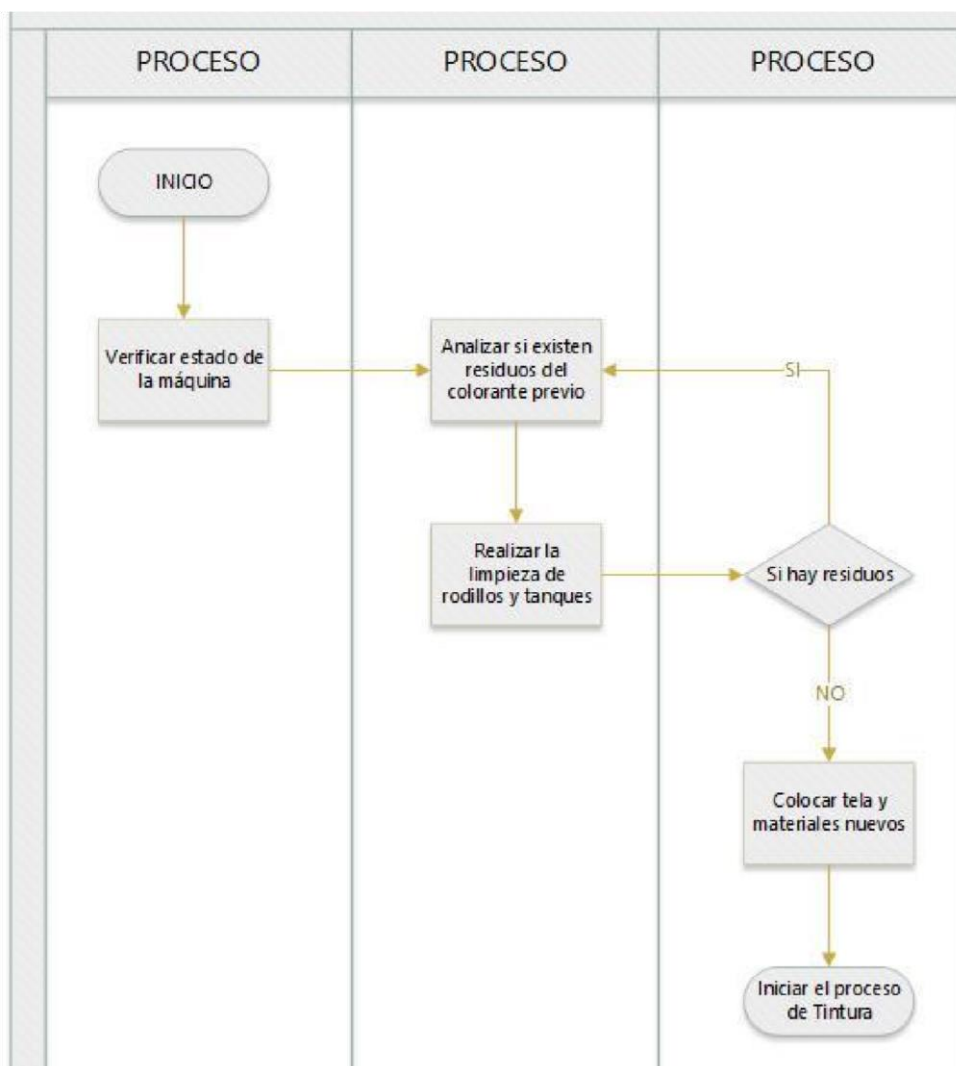 PROCESO
PROCESO
PROCESO
INICIO
Verificar estado de
la máquina
Analizar si existen
residuos del
colorante previo
SI
Realizar la
limpieza de
rodillos y tanques
Si hay residuos
NO
Colocar tela y
materiales nuevos
Iniciar el proceso
de Tintura